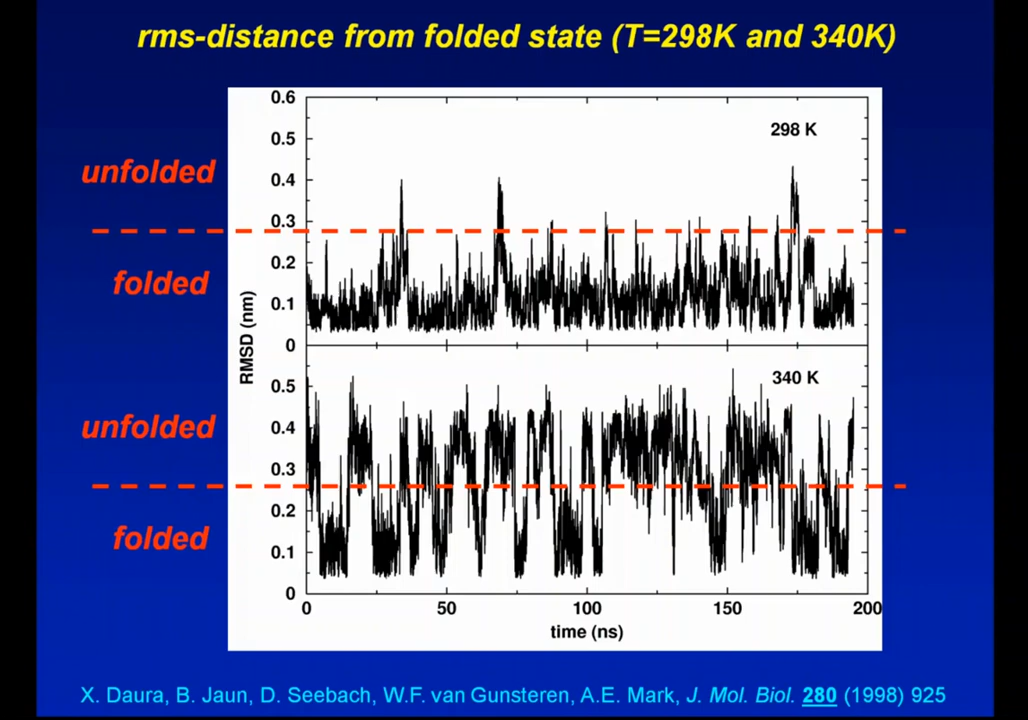 rms-distance from folded state (T=298K and 340K)
0.6
298 K
0.5
unfolded
0.4
0.3
0.2
folded
0.1
RMSD (nm)
0
340 K
0.5
unfolded
0.4
0.3
0.2
folded
0.1
0
0 50 100 150 200
time (ns)
X. Daura, B. Jaun, D. Seebach, W.F. van Gunsteren, A.E. Mark, J. Mol. Biol. 280 (1998) 925